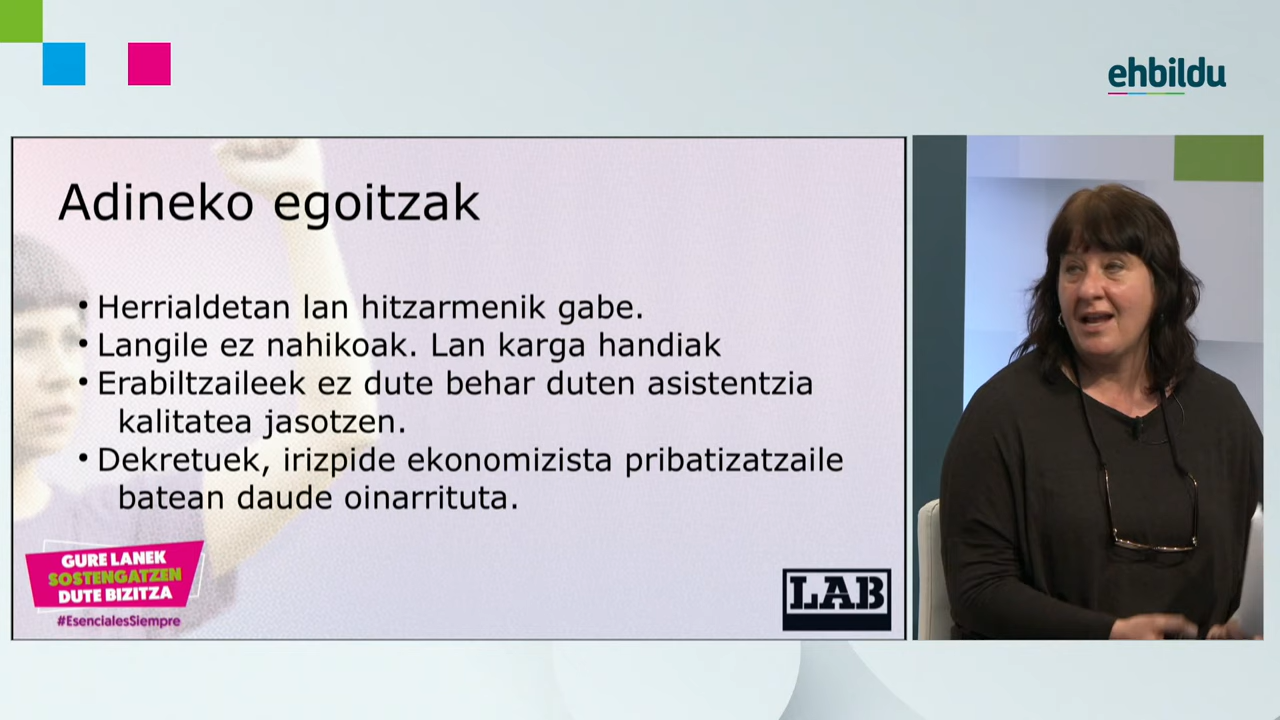 ehbildu
Adineko egoitzak
• Herrialdetan lan hitzarmenik gabe.
• Langile ez nahikoak. Lan karga handiak
• Erabiltzaileek ez dute behar duten asistentzia
kalitatea jasotzen.
• Dekretuek, irizpide ekonomizista pribatizatzaile
batean daude oinarrituta.
GURE LANEK
SOSTENGATZEN
DUTE BIZITZA
#EsencialesSiempre
LAB